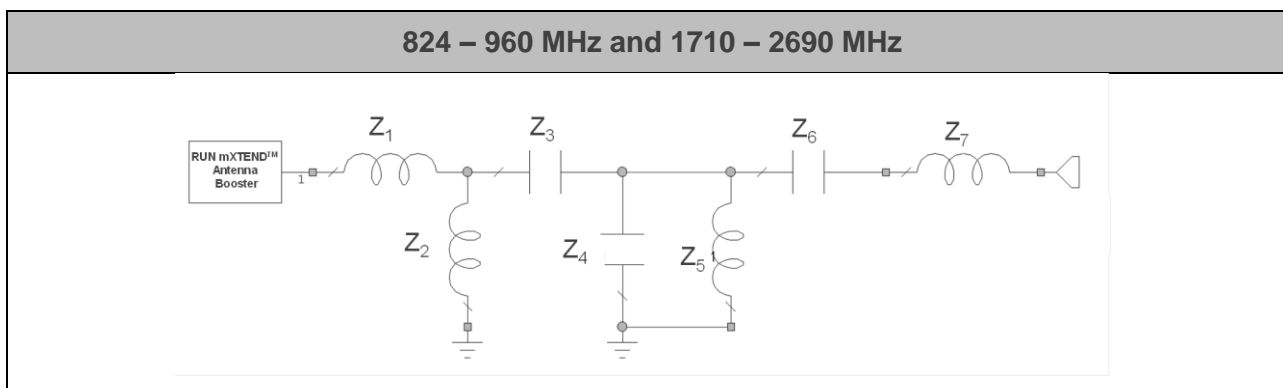 824 – 960 MHz and 1710 – 2690 MHz
Z1
Z3
Z6
Z7
RUN mXTEND™
Antenna
Booster
1
Z2
Z4
Z5
1